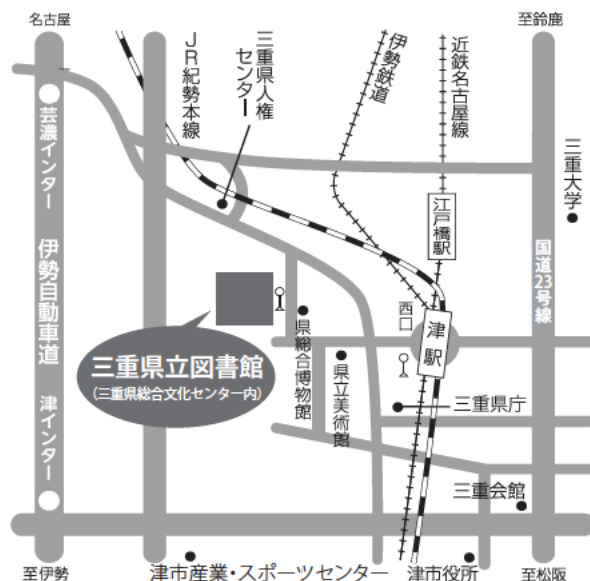 名古屋
至鈴鹿
JR紀勢本線
三重県人権
センター
伊勢鉄道
近鉄名古屋線
芸濃インター
三重大学
江戸橋駅
伊勢自動車道
国道23号線
西口
津駅
三重県立図書館
(三重県総合文化センター内)
県総合博物館
県立美術館
三重県庁
津インター
三重会館
至伊勢
津市産業・スポーツセンター
津市役所
至松阪